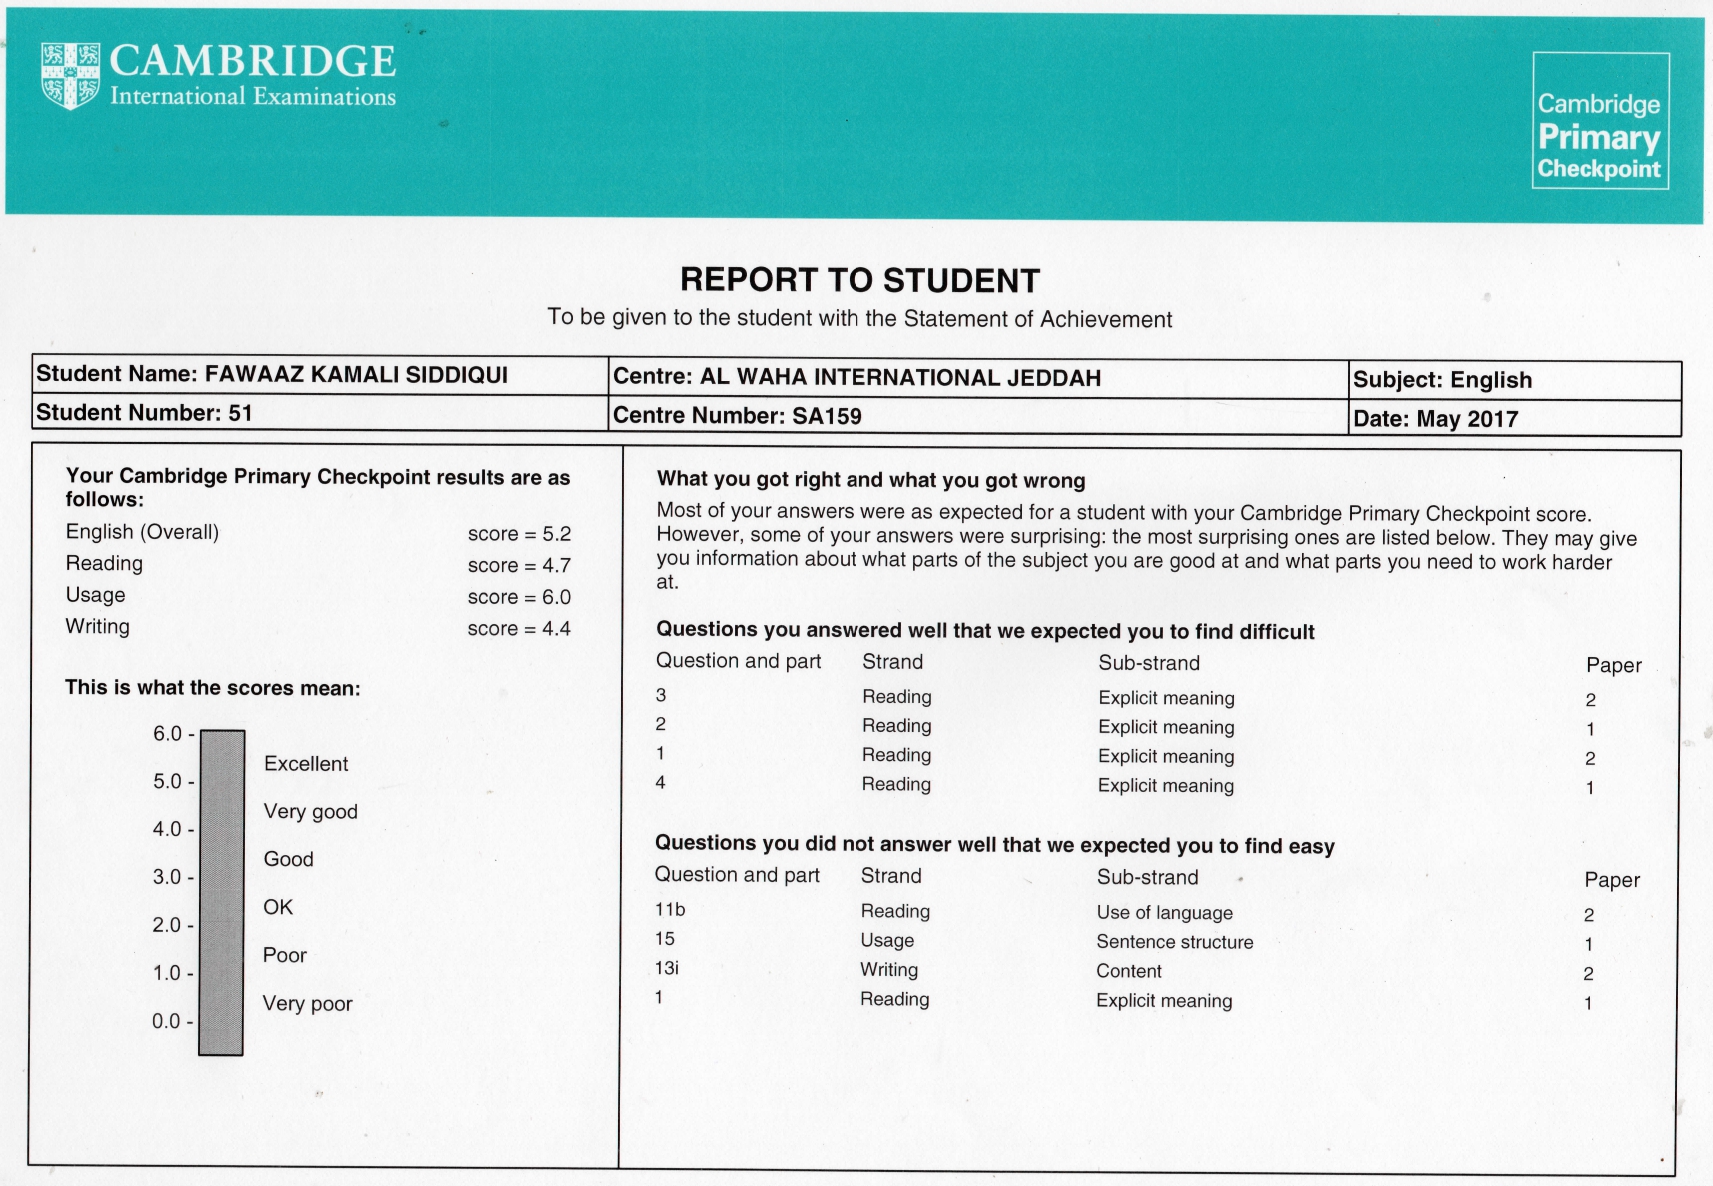 CAMBRIDGE
International Examinations
Cambridge
Primary
Checkpoint
REPORT TO STUDENT
To be given to the student with the Statement of Achievement
Student Name: FAWAAZ KAMALI SIDDIQUI Centre: AL WAHA INTERNATIONAL JEDDAH Subject: English
Student Number: 51 Centre Number: SA159 Date: May 2017
Your Cambridge Primary Checkpoint results are as
follows:
English (Overall) score = 5.2
Reading score = 4.7
Usage score = 6.0
Writing score = 4.4
This is what the scores mean:
6.0 -
Excellent
5.0 -
Very good
4.0 -
Good
3.0 -
OK
2.0 -
Poor
1.0 -
Very poor
0.0 -
What you got right and what you got wrong
Most of your answers were as expected for a student with your Cambridge Primary Checkpoint score.
However, some of your answers were surprising: the most surprising ones are listed below. They may give
you information about what parts of the subject you are good at and what parts you need to work harder
at.
Questions you answered well that we expected you to find difficult
Question and part Strand Sub-strand Paper
3 Reading Explicit meaning 2
2 Reading Explicit meaning 1
1 Reading Explicit meaning 2
4 Reading Explicit meaning 1
Questions you did not answer well that we expected you to find easy
Question and part Strand Sub-strand Paper
11b Reading Use of language 2
15 Usage Sentence structure 1
13i Writing Content 2
1 Reading Explicit meaning 1